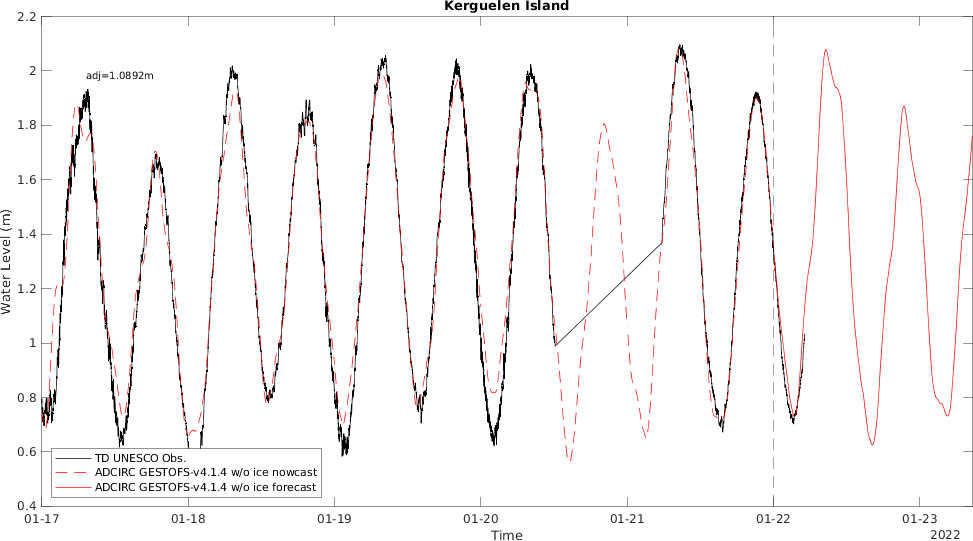 Kerguelen Island
2.2
2
1.8
1.6
1.4
1.2
1
0.8
0.6
0.4
Water Level (m)
adj=1.0892m
TD UNESCO Obs.
ADCIRC GESTOFS-v4.1.4 w/o ice nowcast
ADCIRC GESTOFS-v4.1.4 w/o ice forecast
01-17 01-18 01-19 01-20 01-21 01-22 01-23
Time
2022